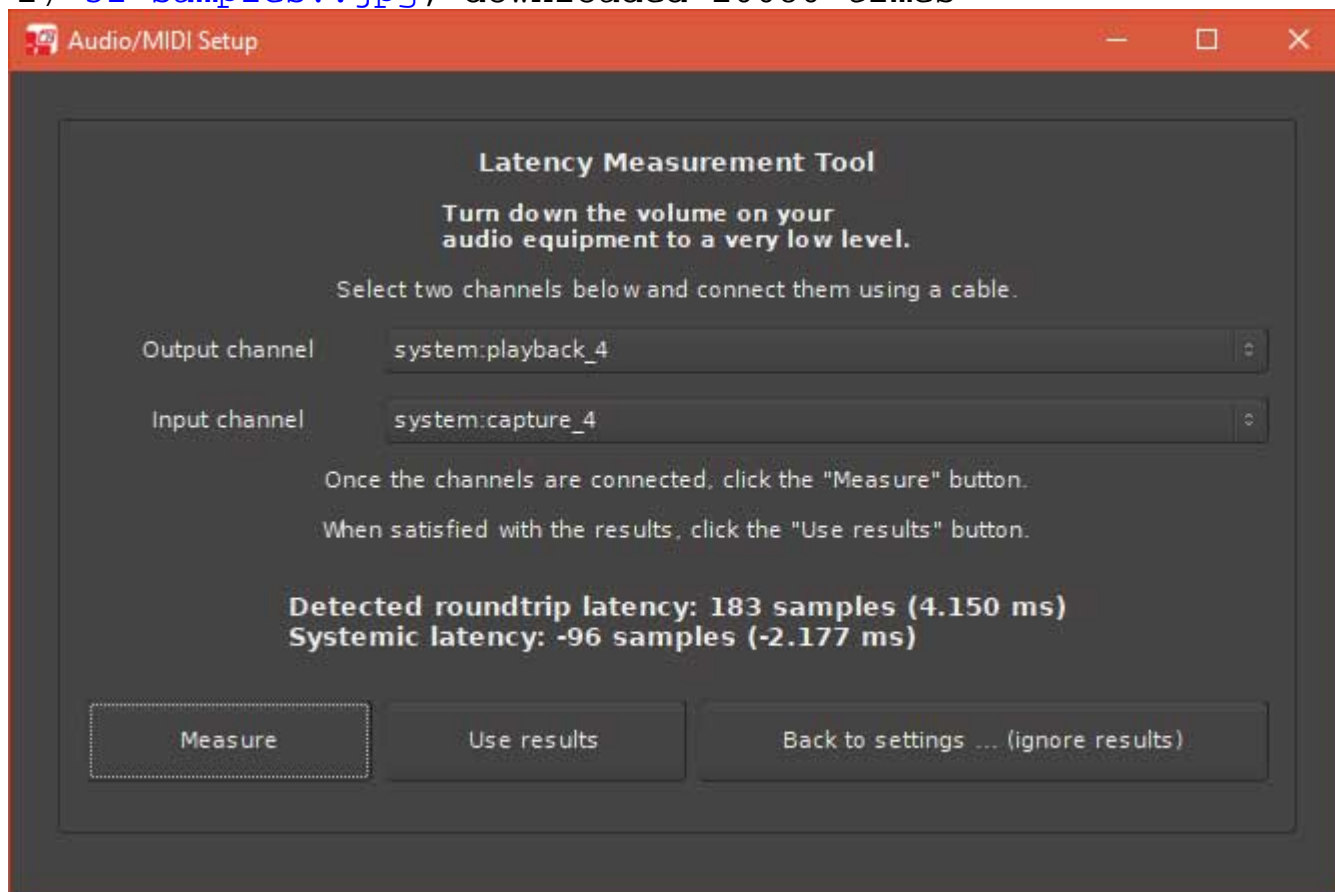 Audio/MIDI Setup
Latency Measurement Tool
Turn down the volume on your
audio equipment to a very low level.
Select two channels below and connect them using a cable.
Output channel system:playback_4
Input channel system:capture_4
Once the channels are connected, click the "Measure" button.
When satisfied with the results, click the "Use results" button.
Detected roundtrip latency: 183 samples (4.150 ms)
Systemic latency: -96 samples (-2.177 ms)
Measure Use results Back to settings ... (ignore results)